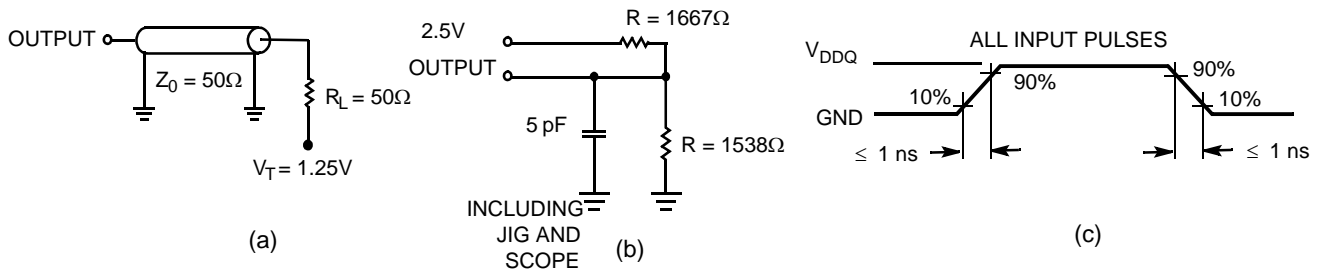 OUTPUT
Z0 = 50Ω
RL = 50Ω
VT = 1.25V
(a)
R = 1667Ω
2.5V
OUTPUT
5 pF
R = 1538Ω
INCLUDING
JIG AND
SCOPE
(b)
ALL INPUT PULSES
VDDQ
90%
90%
10%
10%
GND
≤ 1 ns
≤ 1 ns
(c)